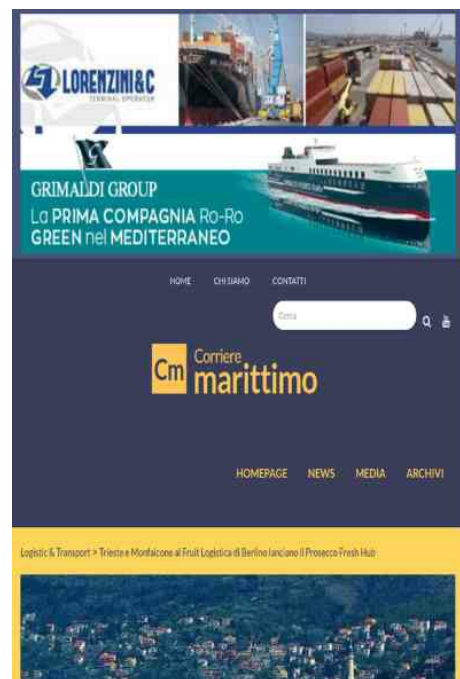 LORENZINI&C
TERMINAL OPERATOR
GRIMALDI GROUP
La PRIMA COMPAGNIA Ro-Ro
GREEN nel MEDITERRANEO
HOME CHI SIAMO CONTATTI
Cerca
Cm Corriere
marittimo
HOMEPAGE NEWS MEDIA ARCHIVI
Logistic & Transport > Trieste e Monfalcone al Fruit Logistica di Berlino lanciano Il Prosecco Fresh Hub